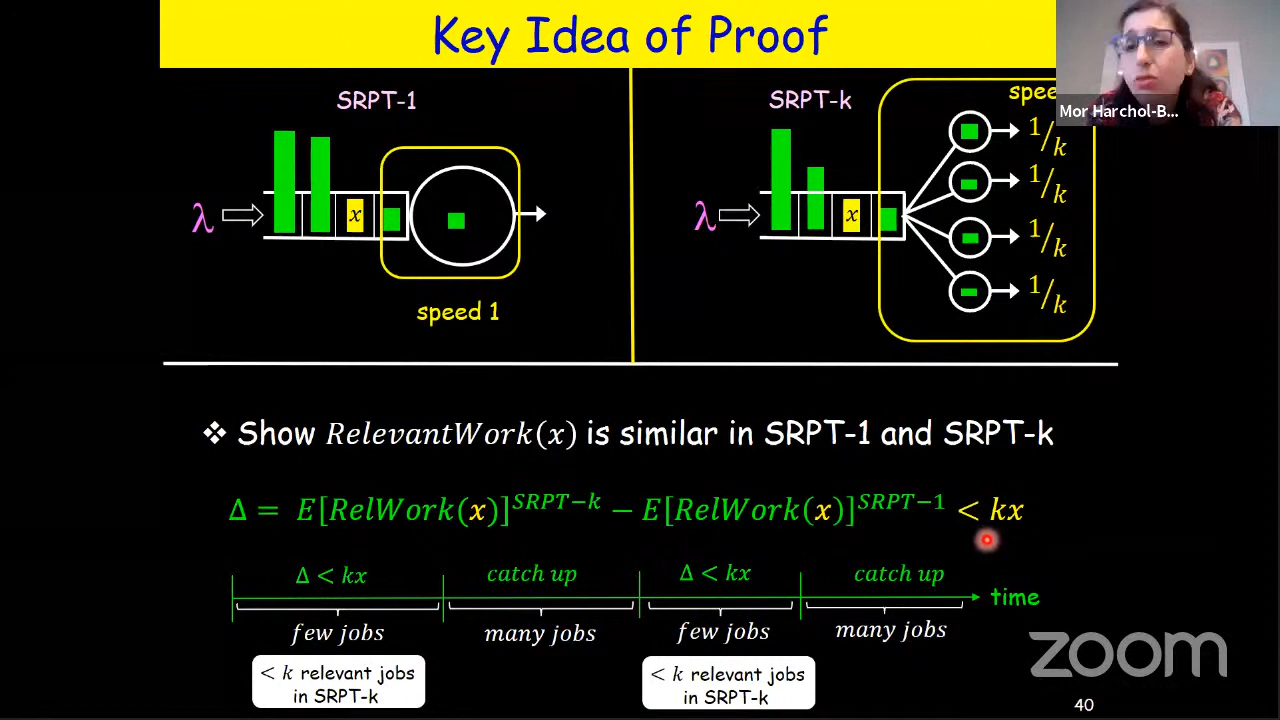 Key Idea of Proof
SRPT-1
λ
x
speed 1
SRPT-k
λ
x
1/k
1/k
1/k
1/k
Mor Harchol-B...
❖ Show RelevantWork(x) is similar in SRPT-1 and SRPT-k
Δ = E[RelWork(x)]^SRPT−k − E[RelWork(x)]^SRPT−1 < kx
Δ < kx catch up Δ < kx catch up
time
few jobs many jobs few jobs many jobs
< k relevant jobs
in SRPT-k
< k relevant jobs
in SRPT-k
zoom
40